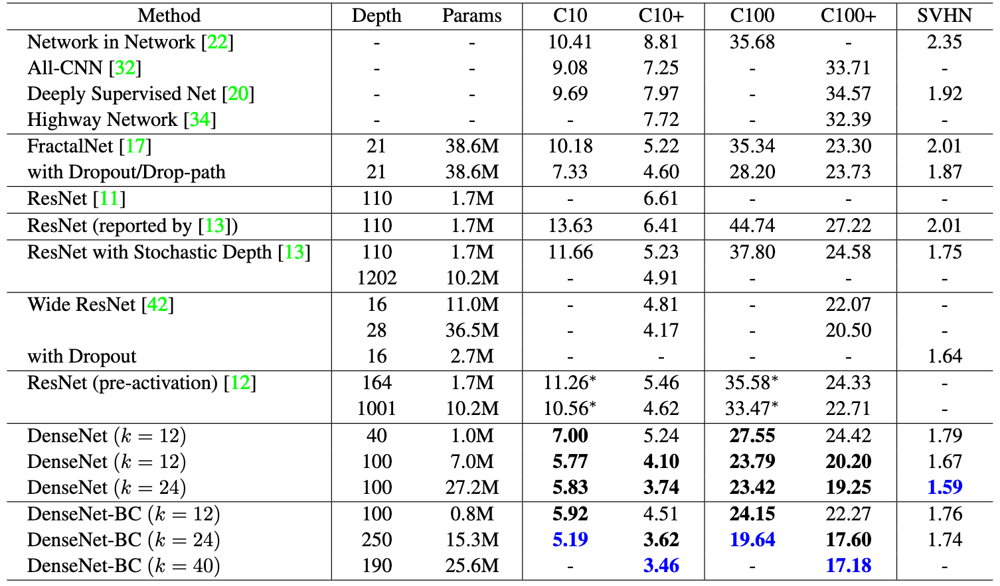 Method Depth Params C10 C10+ C100 C100+ SVHN
Network in Network [22] - - 10.41 8.81 35.68 - 2.35
All-CNN [32] - - 9.08 7.25 - 33.71 -
Deeply Supervised Net [20] - - 9.69 7.97 - 34.57 1.92
Highway Network [34] - - - 7.72 - 32.39 -
FractalNet [17] 21 38.6M 10.18 5.22 35.34 23.30 2.01
with Dropout/Drop-path 21 38.6M 7.33 4.60 28.20 23.73 1.87
ResNet [11] 110 1.7M - 6.61 - - -
ResNet (reported by [13]) 110 1.7M 13.63 6.41 44.74 27.22 2.01
ResNet with Stochastic Depth [13] 110 1.7M 11.66 5.23 37.80 24.58 1.75
1202 10.2M - 4.91 - - -
Wide ResNet [42] 16 11.0M - 4.81 - 22.07 -
28 36.5M - 4.17 - 20.50 -
with Dropout 16 2.7M - - - - 1.64
ResNet (pre-activation) [12] 164 1.7M 11.26* 5.46 35.58* 24.33 -
1001 10.2M 10.56* 4.62 33.47* 22.71 -
DenseNet (k = 12) 40 1.0M 7.00 5.24 27.55 24.42 1.79
DenseNet (k = 12) 100 7.0M 5.77 4.10 23.79 20.20 1.67
DenseNet (k = 24) 100 27.2M 5.83 3.74 23.42 19.25 1.59
DenseNet-BC (k = 12) 100 0.8M 5.92 4.51 24.15 22.27 1.76
DenseNet-BC (k = 24) 250 15.3M 5.19 3.62 19.64 17.60 1.74
DenseNet-BC (k = 40) 190 25.6M - 3.46 - 17.18 -